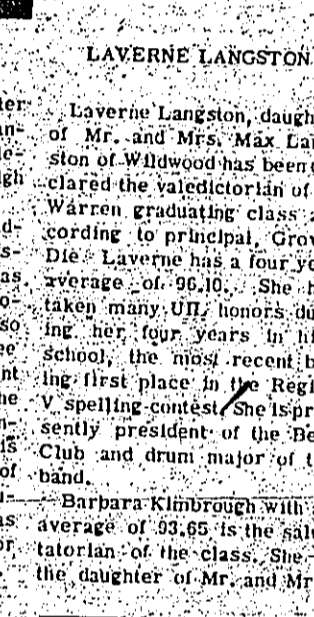 LAVERNE LANGSTON
Laverne Langston, daugh
of Mr. and Mrs. Max La
ston of Wildwood has been
clared the valedictorian of
Warren graduating class a
cording to principal, Grov
Die. Laverne has a four ye
average of 96.10. She h
taken many UIL honors du
ing her four years in hi
school, the most recent b
ing first place in the Regi
V spelling contest. She is pr
sently president of the Be
Club and drum major of t
band.
Barbara Kimbrough with
average of 93.65 is the sal
tatorian of the class. She
the daughter of Mr. and Mr